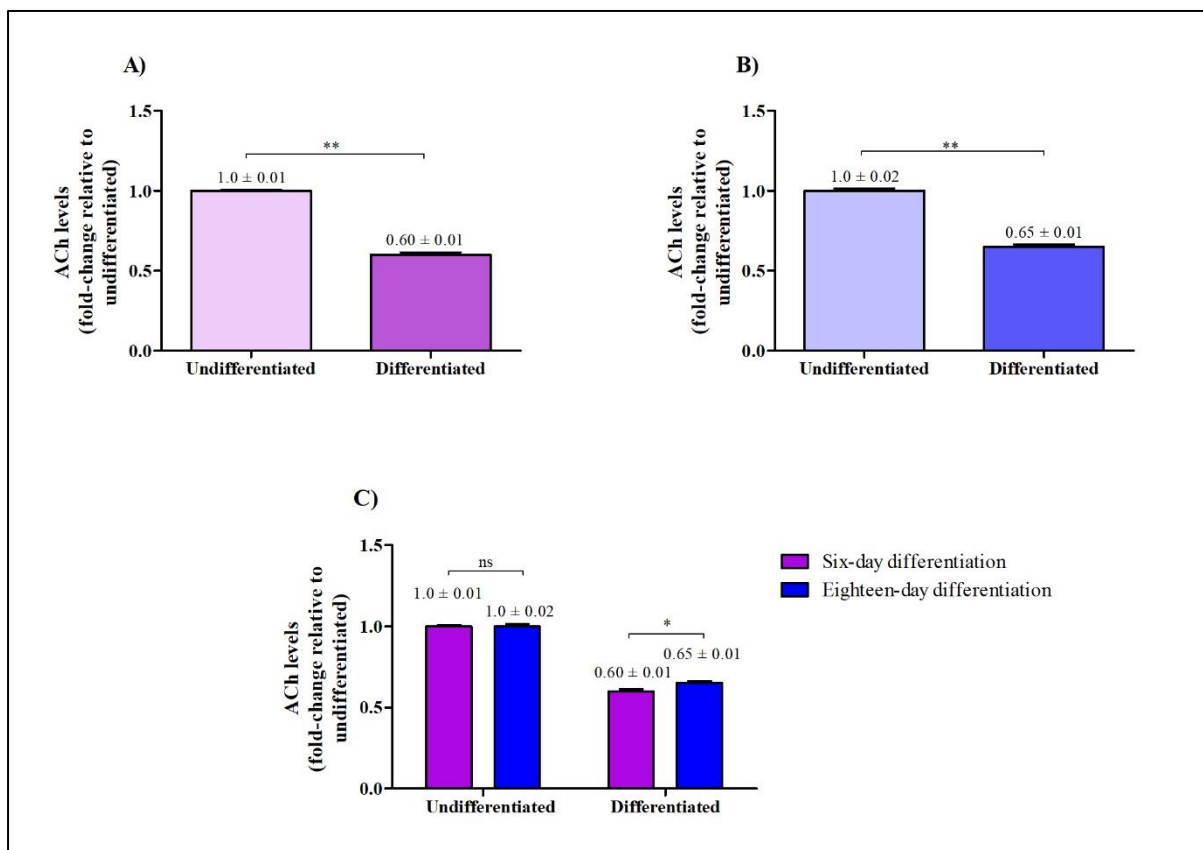 A)
ACh levels
(fold-change relative to
undifferentiated)
1.5
1.0
0.5
0.0
**
1.0 ± 0.01
0.60 ± 0.01
Undifferentiated
Differentiated
B)
ACh levels
(fold-change relative to
undifferentiated)
1.5
1.0
0.5
0.0
**
1.0 ± 0.02
0.65 ± 0.01
Undifferentiated
Differentiated
C)
ACh levels
(fold-change relative to
undifferentiated)
1.5
1.0
0.5
0.0
ns
1.0 ± 0.01
1.0 ± 0.02
*
0.60 ± 0.01
0.65 ± 0.01
Undifferentiated
Differentiated
Six-day differentiation
Eighteen-day differentiation